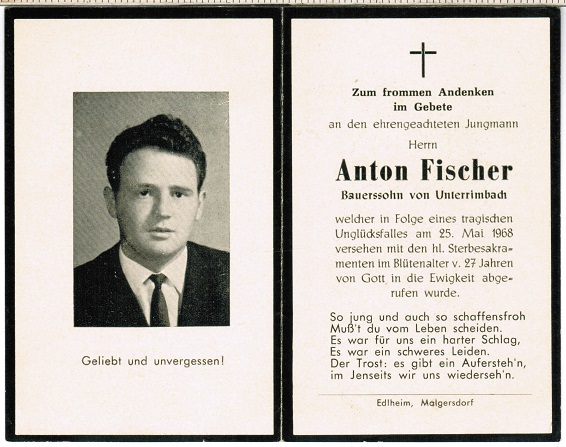 Geliebt und unvergessen!
Zum frommen Andenken
im Gebete
an den ehrengeachteten Jungmann
Herrn
Anton Fischer
Bauerssohn von Unterrimbach
welcher in Folge eines tragischen
Unglücksfalles am 25. Mai 1968
versehen mit den hl. Sterbesakra-
menten im Blütenalter v. 27 Jahren
von Gott in die Ewigkeit abge-
rufen wurde.
So jung und auch so schaffensfroh
Muß't du vom Leben scheiden.
Es war für uns ein harter Schlag,
Es war ein schweres Leiden.
Der Trost: es gibt ein Aufersteh'n,
im Jenseits wir uns wiederseh'n.
Edlheim, Malgersdorf